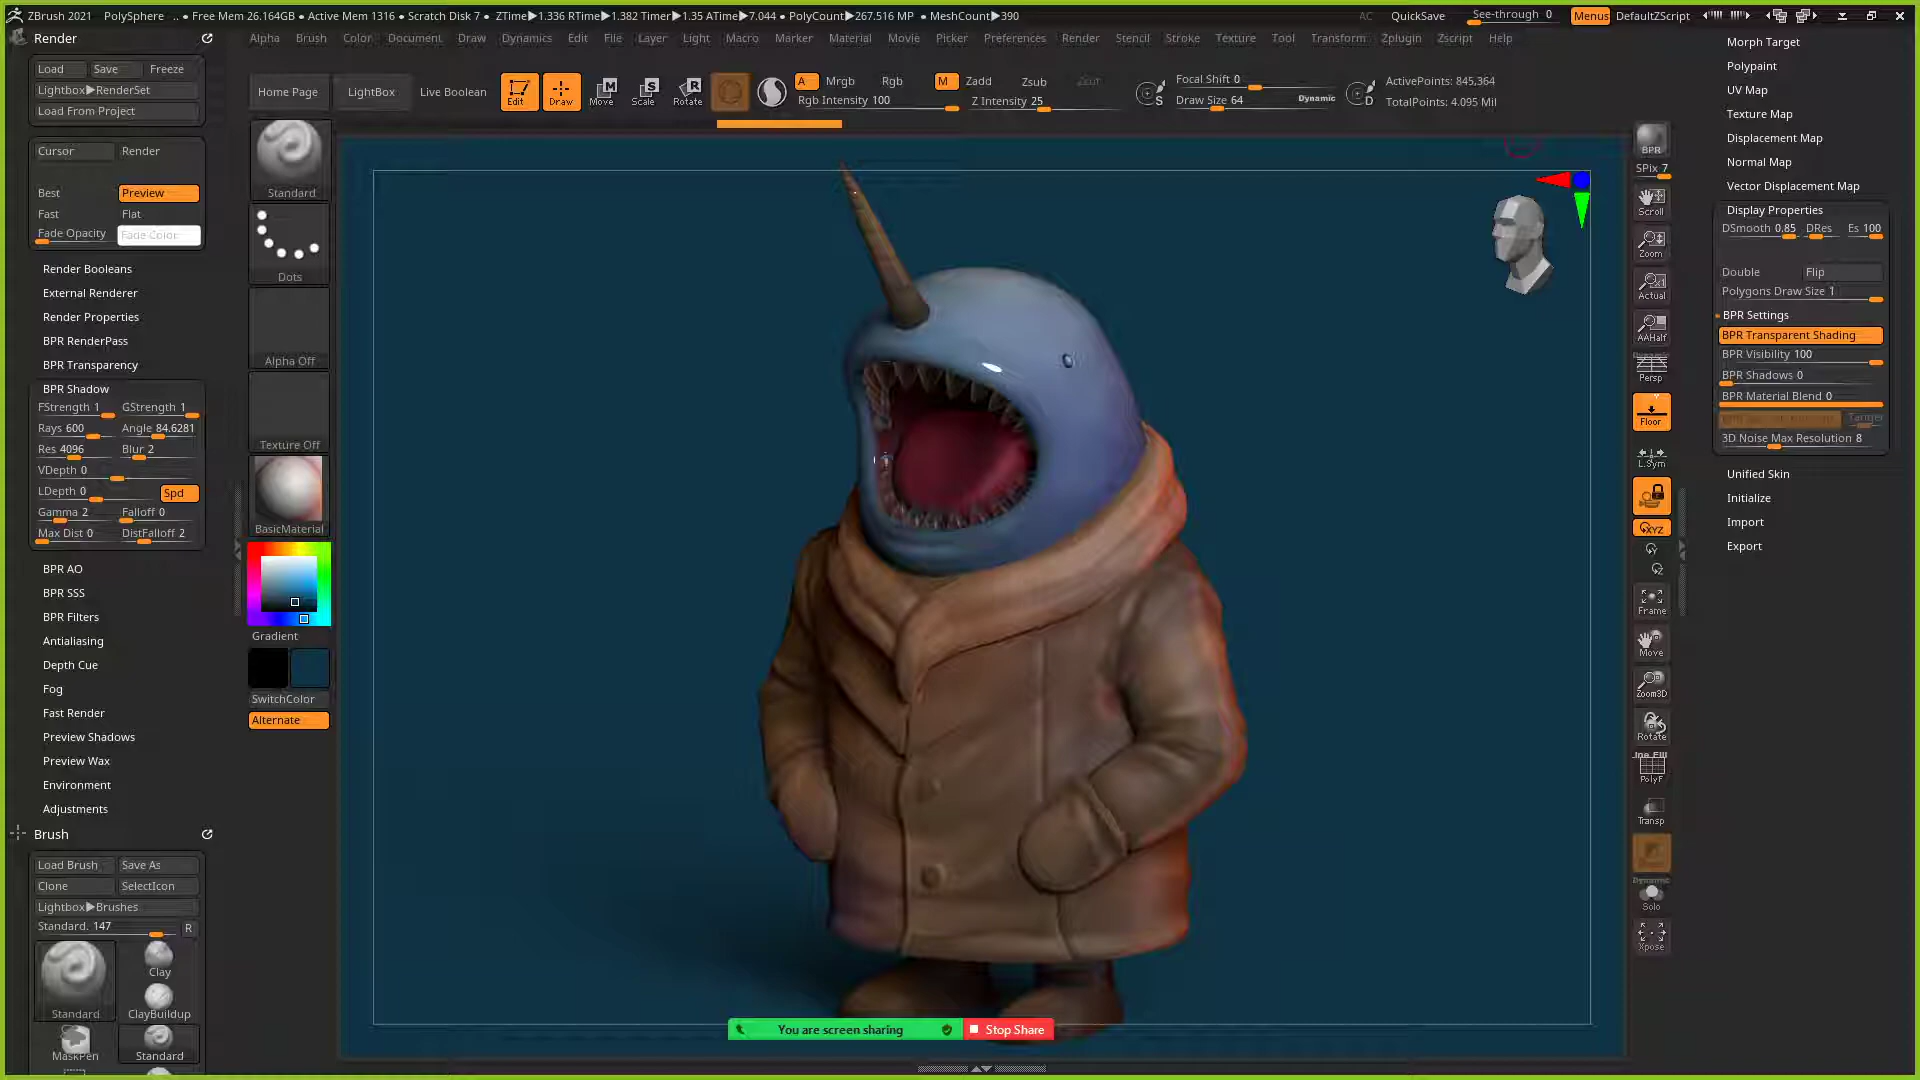 ZBrush 2021 PolySphere .. ● Free Mem 26.164GB ● Active Mem 1316 ● Scratch Disk 7 ● ZTime▶1.336 RTime▶1.382 Timer▶1.35 ATime▶7.044 ● PolyCount▶267.516 MP ● MeshCount▶390
AC QuickSave See-through 0 Menus DefaultZScript
Render
Alpha Brush Color Document Draw Dynamics Edit File Layer Light Macro Marker Material Movie Picker Preferences Render Stencil Stroke Texture Tool Transform Zplugin Zscript Help
Load Save Freeze
Lightbox▶RenderSet
Load From Project
Cursor Render
Best Preview
Fast Flat
Fade Opacity Fade Color
Render Booleans
External Renderer
Render Properties
BPR RenderPass
BPR Transparency
BPR Shadow
FStrength 1 GStrength 1
Rays 600 Angle 84.6281
Res 4096 Blur 2
VDepth 0
LDepth 0 Spd
Gamma 2 Falloff 0
Max Dist 0 DistFalloff 2
BPR AO
BPR SSS
BPR Filters
Antialiasing
Depth Cue
Fog
Fast Render
Preview Shadows
Preview Wax
Environment
Adjustments
Brush
Load Brush Save As
Clone SelectIcon
Lightbox▶Brushes
Standard. 147 R
Clay
Standard ClayBuildup
MaskPen Standard
Home Page LightBox Live Boolean
Edit Draw Move Scale Rotate
A Mrgb Rgb M Zadd Zsub Zcut
Rgb Intensity 100 Z Intensity 25
S Focal Shift 0
Draw Size 64 Dynamic D
ActivePoints: 845,364
TotalPoints: 4.095 Mil
Standard
Dots
Alpha Off
Texture Off
BasicMaterial
Gradient
SwitchColor
Alternate
You are screen sharing Stop Share
BPR
SPix 7
Scroll
Zoom
Actual
AAHalf
Dynamic
Persp
Floor
L.Sym
XYZ
Y
Z
Frame
Move
Zoom3D
Rotate
Line Fill
PolyF
Transp
Dynamic
Solo
Xpose
Morph Target
Polypaint
UV Map
Texture Map
Displacement Map
Normal Map
Vector Displacement Map
Display Properties
DSmooth 0.85 DRes Es 100
Double Flip
Polygons Draw Size 1
BPR Settings
BPR Transparent Shading
BPR Visibility 100
BPR Shadows 0
BPR Material Blend 0
3D Noise Max Resolution 8
Unified Skin
Initialize
Import
Export